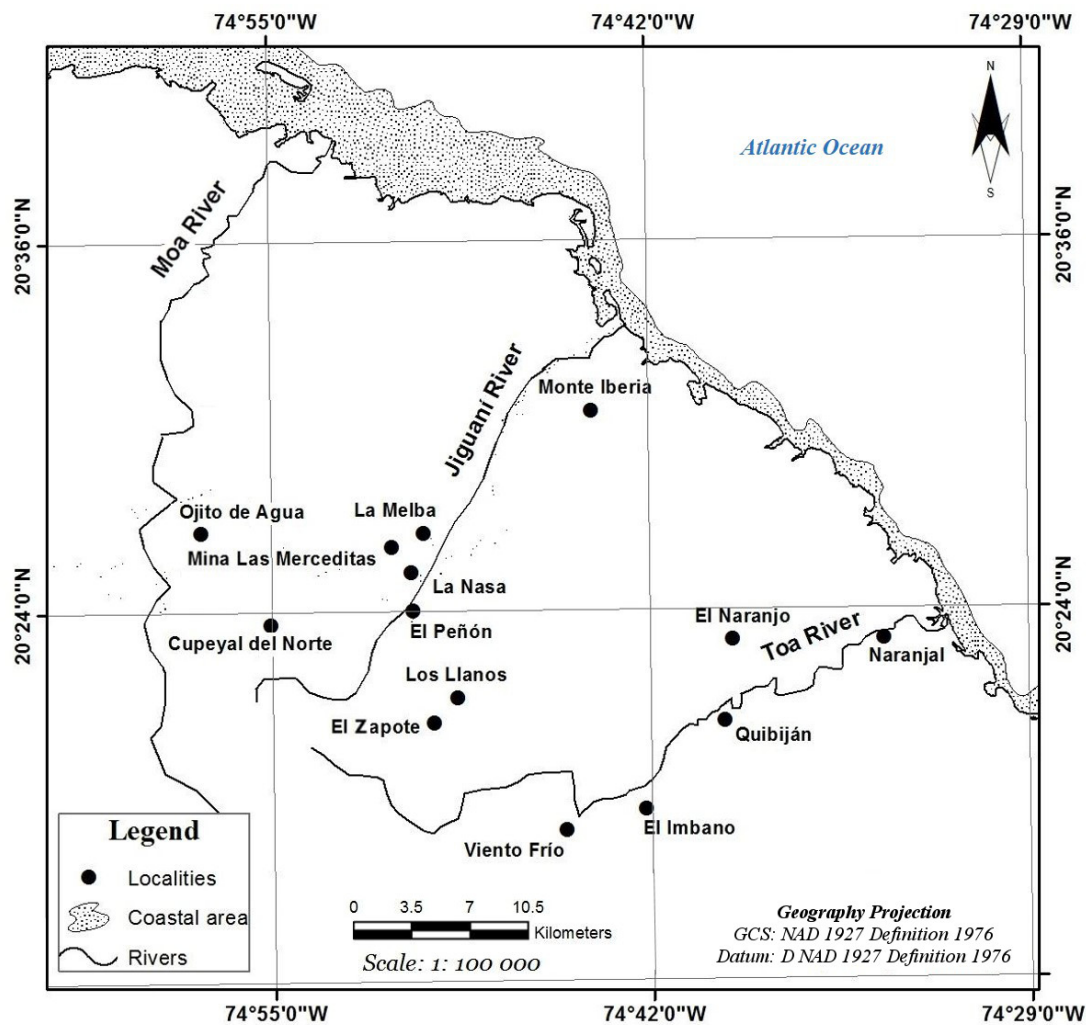 74°55'0"W
74°42'0"W
74°29'0"W
N
S
Atlantic Ocean
Moa River
20°36'0"N
20°36'0"N
Jiguaní River
Monte Iberia
Ojito de Agua
La Melba
Mina Las Merceditas
La Nasa
20°24'0"N
20°24'0"N
El Peñón
Cupeyal del Norte
El Naranjo
Toa River
Naranjal
Los Llanos
El Zapote
Quibiján
El Imbano
Viento Frío
Legend
Localities
Coastal area
Rivers
0 3.5 7 10.5
Kilometers
Scale: 1: 100 000
Geography Projection
GCS: NAD 1927 Definition 1976
Datum: D NAD 1927 Definition 1976
74°55'0"W
74°42'0"W
74°29'0"W